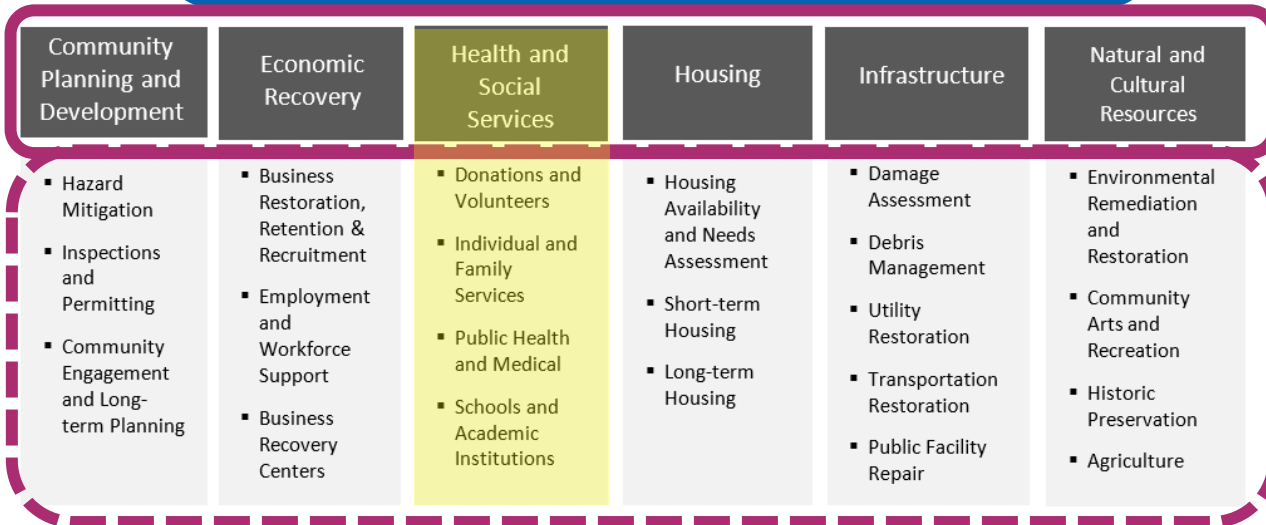 Community
Planning and
Development
Economic
Recovery
Health and
Social
Services
Housing
Infrastructure
Natural and
Cultural
Resources
▪ Hazard
Mitigation
▪ Inspections
and
Permitting
▪ Community
Engagement
and Long-
term Planning
▪ Business
Restoration,
Retention &
Recruitment
▪ Employment
and
Workforce
Support
▪ Business
Recovery
Centers
▪ Donations and
Volunteers
▪ Individual and
Family
Services
▪ Public Health
and Medical
▪ Schools and
Academic
Institutions
▪ Housing
Availability
and Needs
Assessment
▪ Short-term
Housing
▪ Long-term
Housing
▪ Damage
Assessment
▪ Debris
Management
▪ Utility
Restoration
▪ Transportation
Restoration
▪ Public Facility
Repair
▪ Environmental
Remediation
and
Restoration
▪ Community
Arts and
Recreation
▪ Historic
Preservation
▪ Agriculture